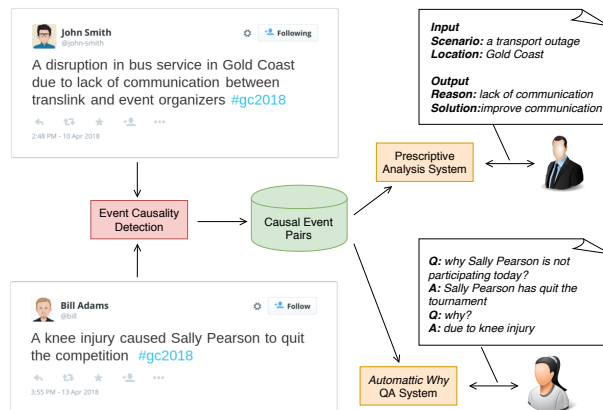 John Smith
@john-smith
Following
A disruption in bus service in Gold Coast
due to lack of communication between
translink and event organizers #gc2018
2:48 PM - 10 Apr 2018
Input
Scenario: a transport outage
Location: Gold Coast
Output
Reason: lack of communication
Solution:improve communication
Prescriptive
Analysis System
Event Causality
Detection
Causal Event
Pairs
Q: why Sally Pearson is not
participating today?
A: Sally Pearson has quit the
tournament
Q: why?
A: due to knee injury
Bill Adams
@bill
Follow
A knee injury caused Sally Pearson to quit
the competition #gc2018
3:55 PM - 13 Apr 2018
Automattic Why
QA System